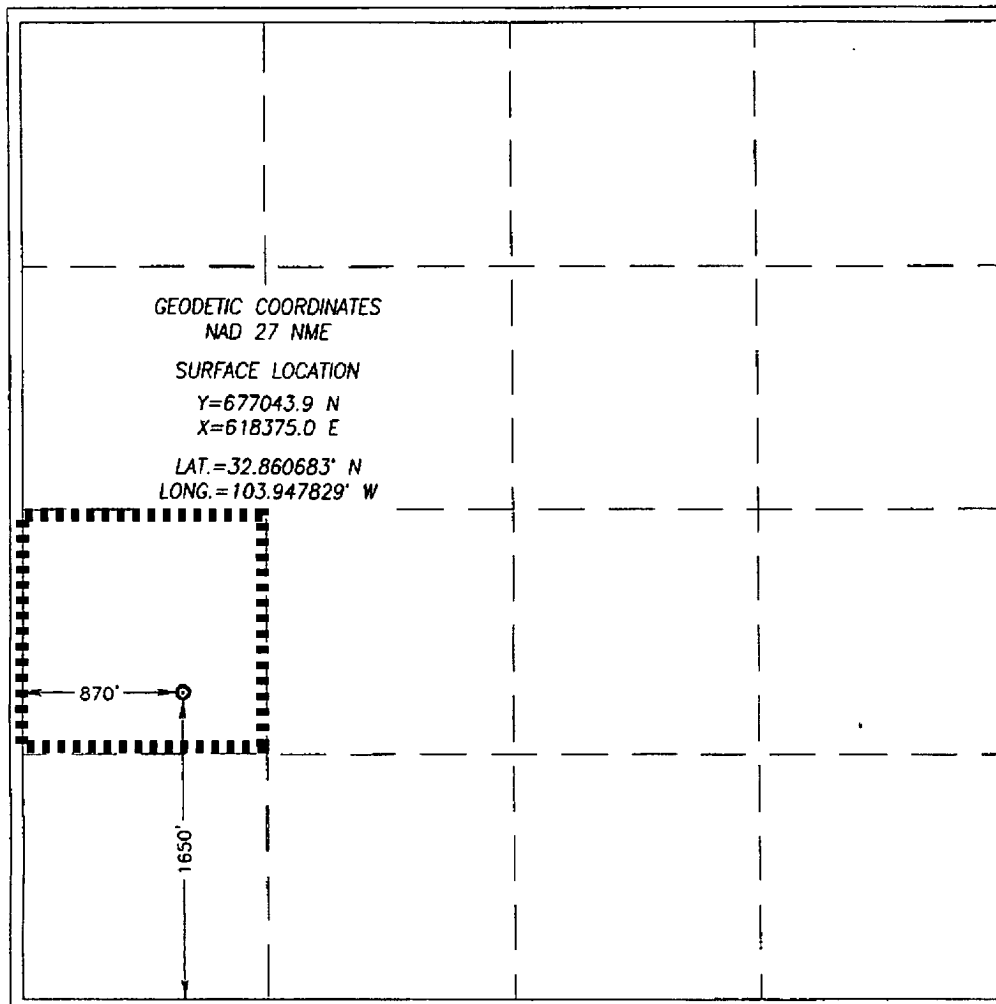 GEODETIC COORDINATES
NAD 27 NME
SURFACE LOCATION
Y=677043.9 N
X=618375.0 E
LAT.=32.860683° N
LONG.=103.947829° W
870'
1650'